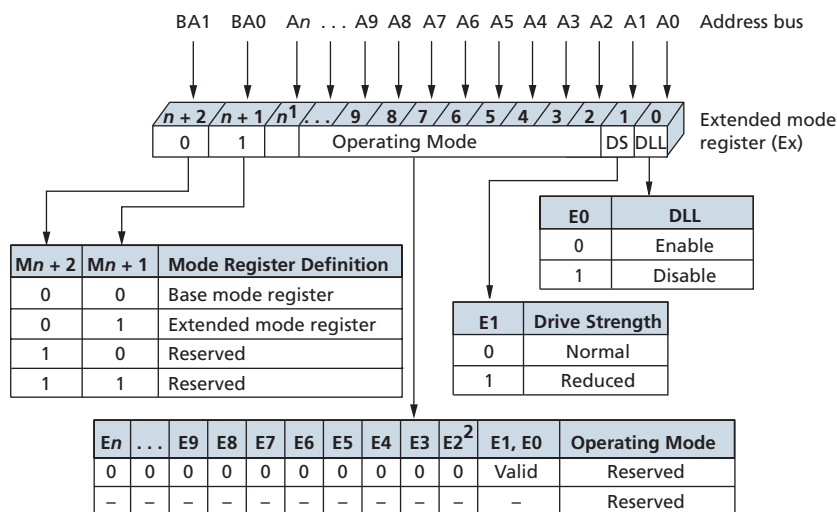 BA1 BA0 An . . . A9 A8 A7 A6 A5 A4 A3 A2 A1 A0 Address bus
n + 2 n + 1 n1 . . . 9 8 7 6 5 4 3 2 1 0
Extended mode
register (Ex)
0 1 Operating Mode DS DLL
E0 DLL
0 Enable
1 Disable
Mn + 2 Mn + 1 Mode Register Definition
0 0 Base mode register
0 1 Extended mode register
1 0 Reserved
1 1 Reserved
E1 Drive Strength
0 Normal
1 Reduced
En . . . E9 E8 E7 E6 E5 E4 E3 E2² E1, E0 Operating Mode
0 0 0 0 0 0 0 0 0 0 Valid Reserved
– – – – – – – – – – – Reserved